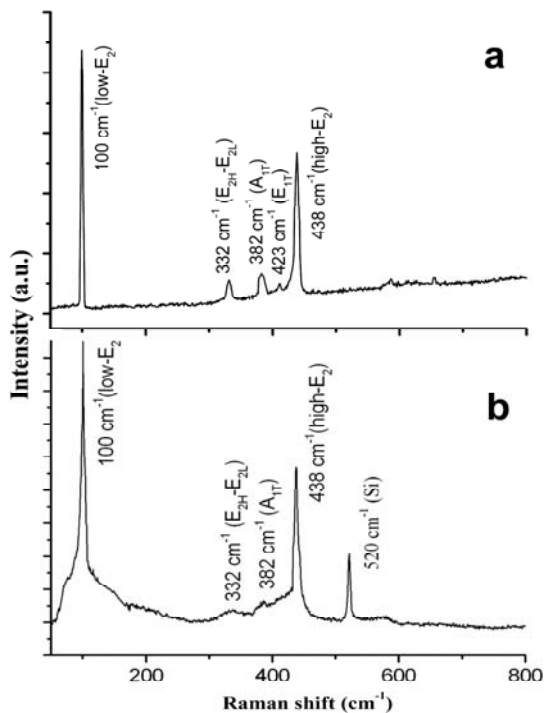 a
100 cm⁻¹(low-E₂)
332 cm⁻¹ (E₂H-E₂L)
382 cm⁻¹ (A₁T)
423 cm⁻¹ (E₁T)
438 cm⁻¹(high-E₂)
Intensity (a.u.)
b
100 cm⁻¹(low-E₂
332 cm⁻¹ (E₂H-E₂L)
382 cm⁻¹ (A₁T)
438 cm⁻¹(high-E₂)
520 cm⁻¹ (Si)
200 400 600 800
Raman shift (cm⁻¹)